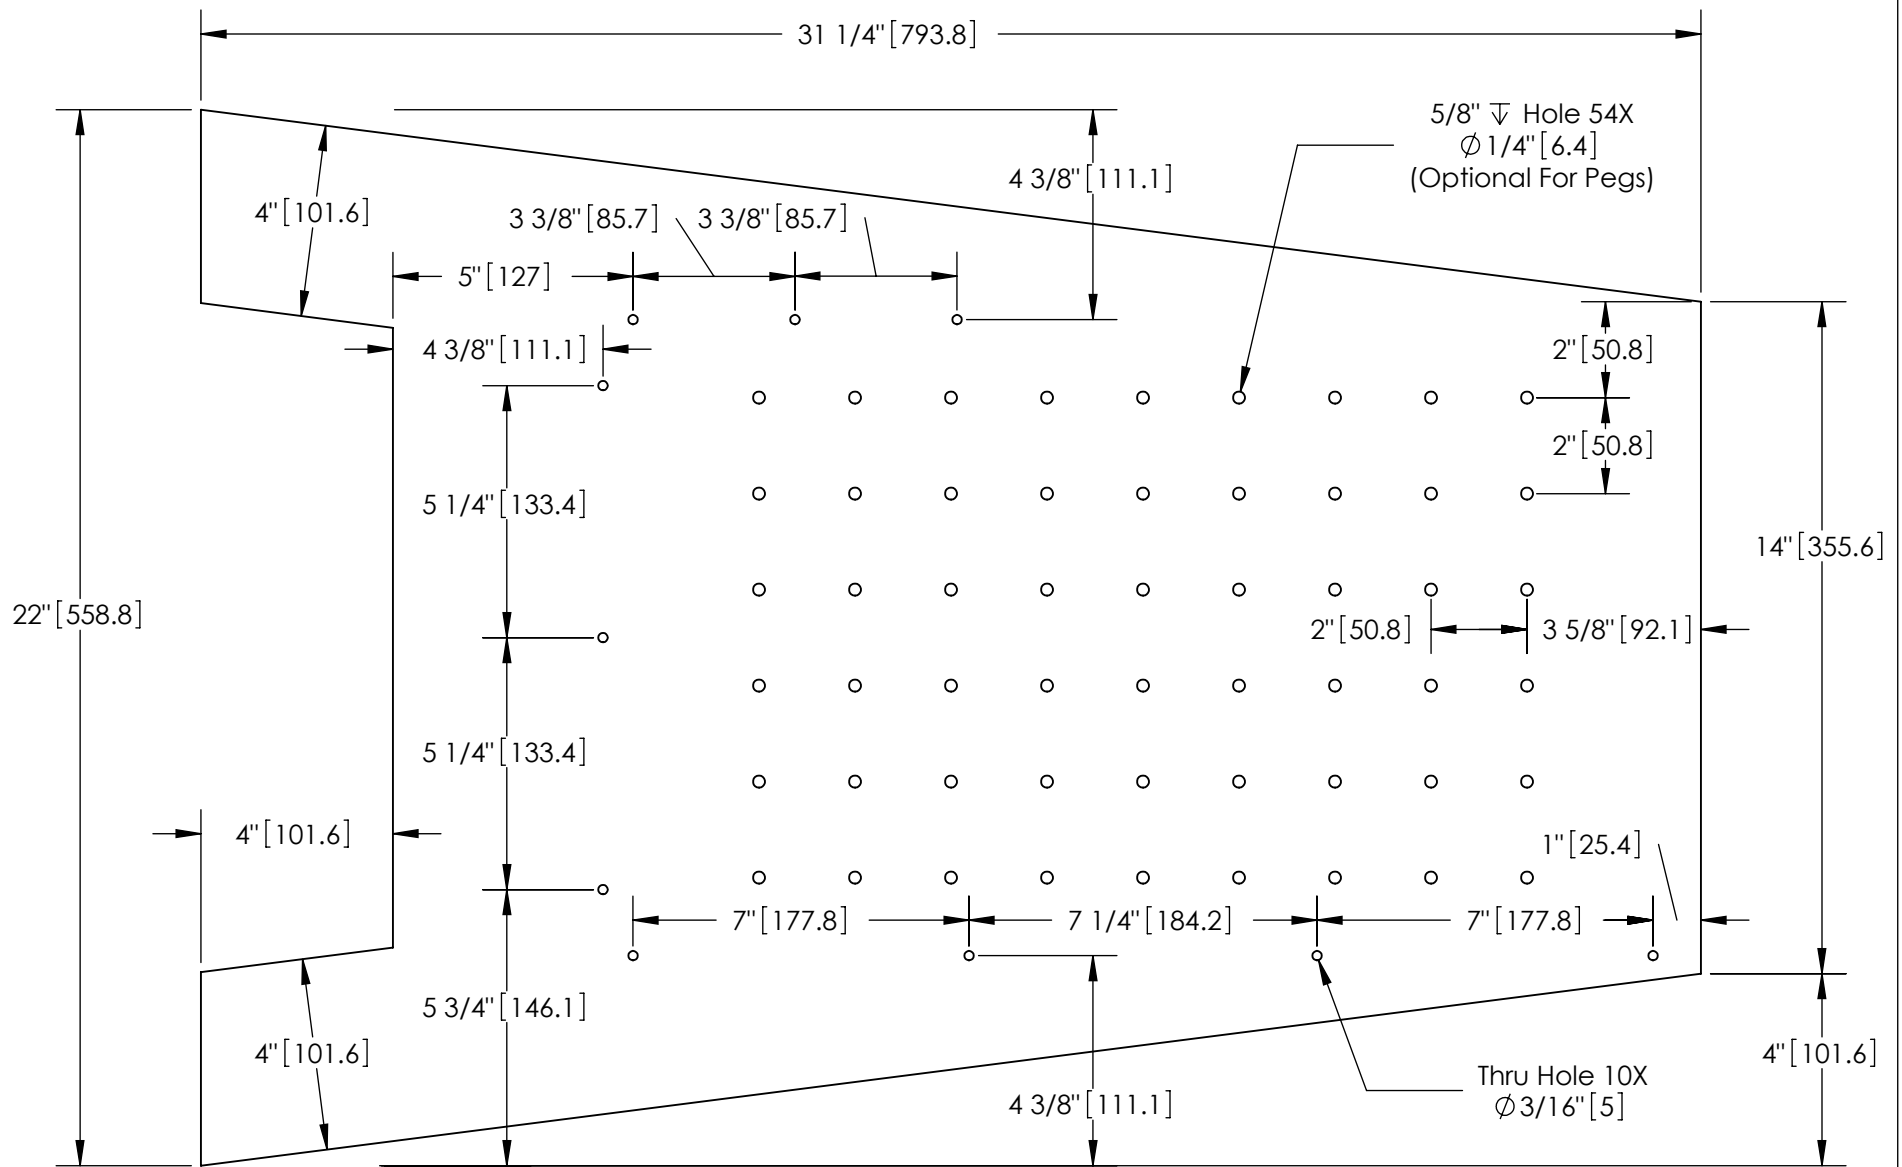 31 1/4" [793.8]
5/8" ↧ Hole 54X
∅ 1/4" [6.4]
(Optional For Pegs)
4 3/8" [111.1]
4" [101.6]
3 3/8" [85.7]
3 3/8" [85.7]
5" [127]
4 3/8" [111.1]
2" [50.8]
2" [50.8]
5 1/4" [133.4]
14" [355.6]
22" [558.8]
2" [50.8]
3 5/8" [92.1]
5 1/4" [133.4]
4" [101.6]
1" [25.4]
7" [177.8]
7 1/4" [184.2]
7" [177.8]
5 3/4" [146.1]
4" [101.6]
4" [101.6]
4 3/8" [111.1]
Thru Hole 10X
∅ 3/16" [5]